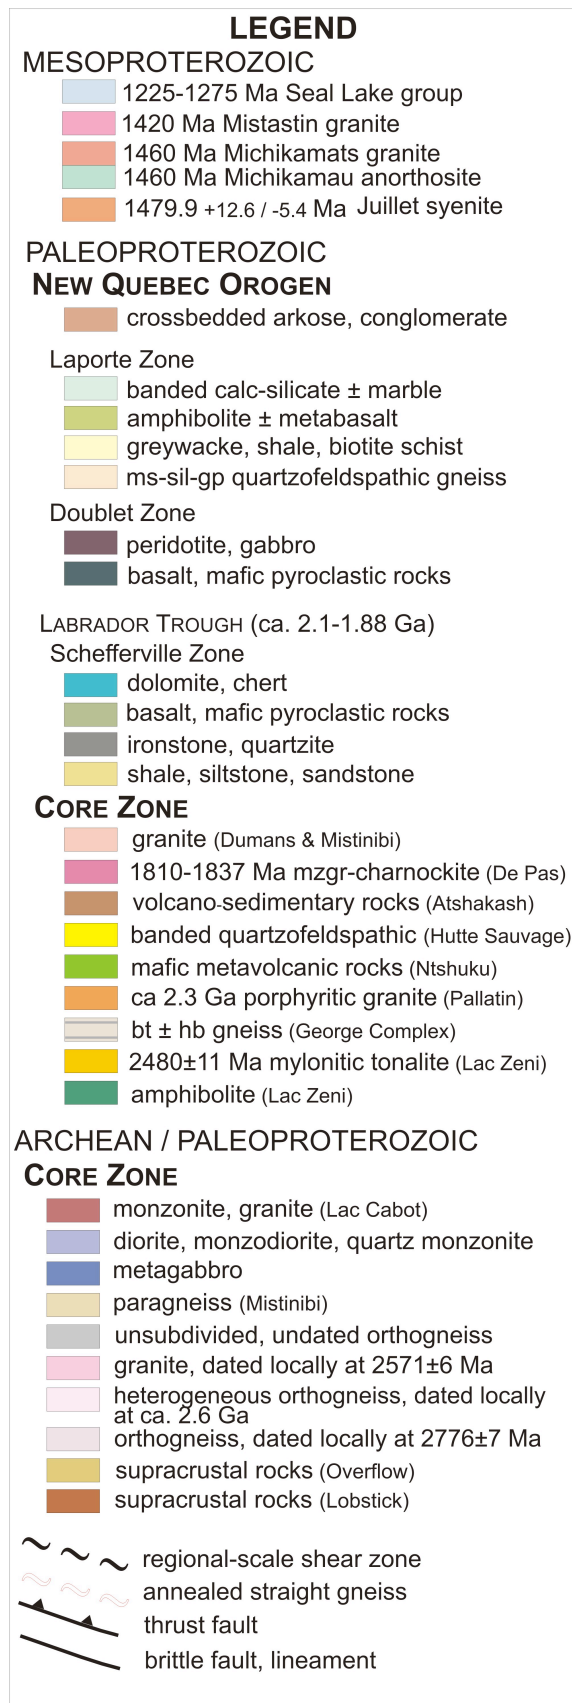 LEGEND
MESOPROTEROZOIC
1225-1275 Ma Seal Lake group
1420 Ma Mistastin granite
1460 Ma Michikamats granite
1460 Ma Michikamau anorthosite
1479.9 +12.6 / -5.4 Ma Juillet syenite
PALEOPROTEROZOIC
NEW QUEBEC OROGEN
crossbedded arkose, conglomerate
Laporte Zone
banded calc-silicate ± marble
amphibolite ± metabasalt
greywacke, shale, biotite schist
ms-sil-gp quartzofeldspathic gneiss
Doublet Zone
peridotite, gabbro
basalt, mafic pyroclastic rocks
LABRADOR TROUGH (ca. 2.1-1.88 Ga)
Schefferville Zone
dolomite, chert
basalt, mafic pyroclastic rocks
ironstone, quartzite
shale, siltstone, sandstone
CORE ZONE
granite (Dumans & Mistinibi)
1810-1837 Ma mzgr-charnockite (De Pas)
volcano-sedimentary rocks (Atshakash)
banded quartzofeldspathic (Hutte Sauvage)
mafic metavolcanic rocks (Ntshuku)
ca 2.3 Ga porphyritic granite (Pallatin)
bt ± hb gneiss (George Complex)
2480±11 Ma mylonitic tonalite (Lac Zeni)
amphibolite (Lac Zeni)
ARCHEAN / PALEOPROTEROZOIC
CORE ZONE
monzonite, granite (Lac Cabot)
diorite, monzodiorite, quartz monzonite
metagabbro
paragneiss (Mistinibi)
unsubdivided, undated orthogneiss
granite, dated locally at 2571±6 Ma
heterogeneous orthogneiss, dated locally
at ca. 2.6 Ga
orthogneiss, dated locally at 2776±7 Ma
supracrustal rocks (Overflow)
supracrustal rocks (Lobstick)
regional-scale shear zone
annealed straight gneiss
thrust fault
brittle fault, lineament